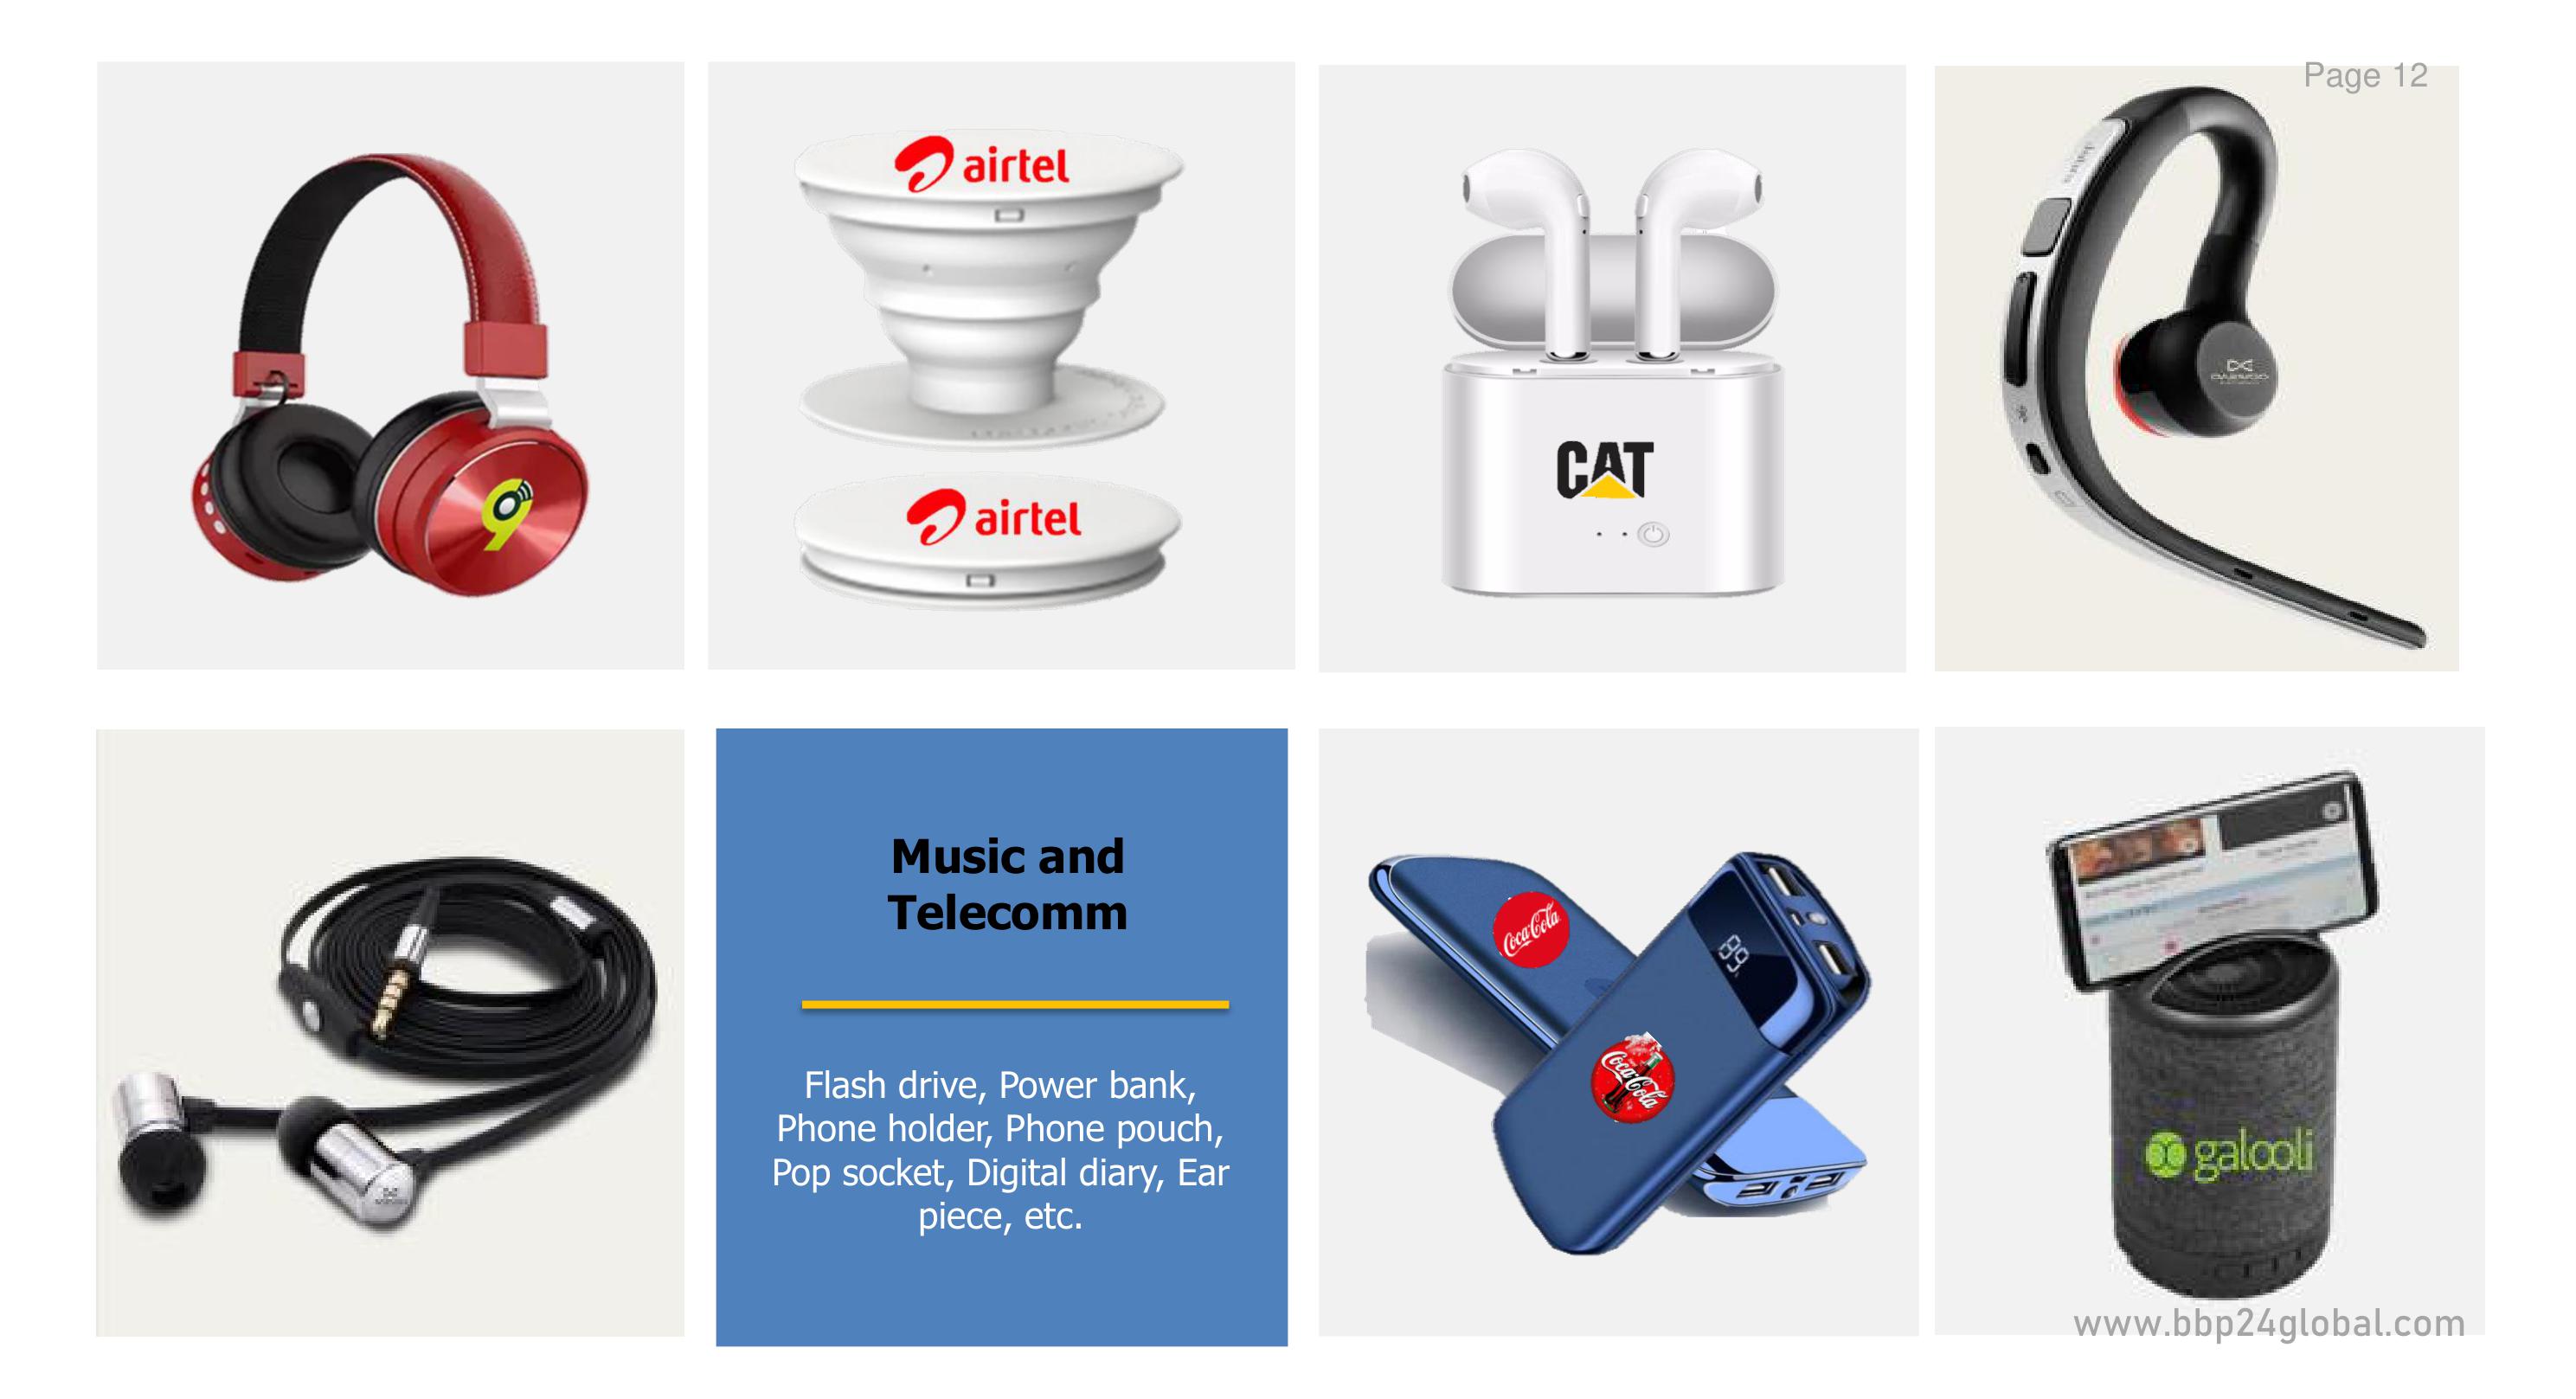 Page 12
airtel
airtel
CAT
Music and
Telecomm
Flash drive, Power bank,
Phone holder, Phone pouch,
Pop socket, Digital diary, Ear
piece, etc.
Coca-Cola
Coca-Cola
89
galooli
www.bbp24global.com